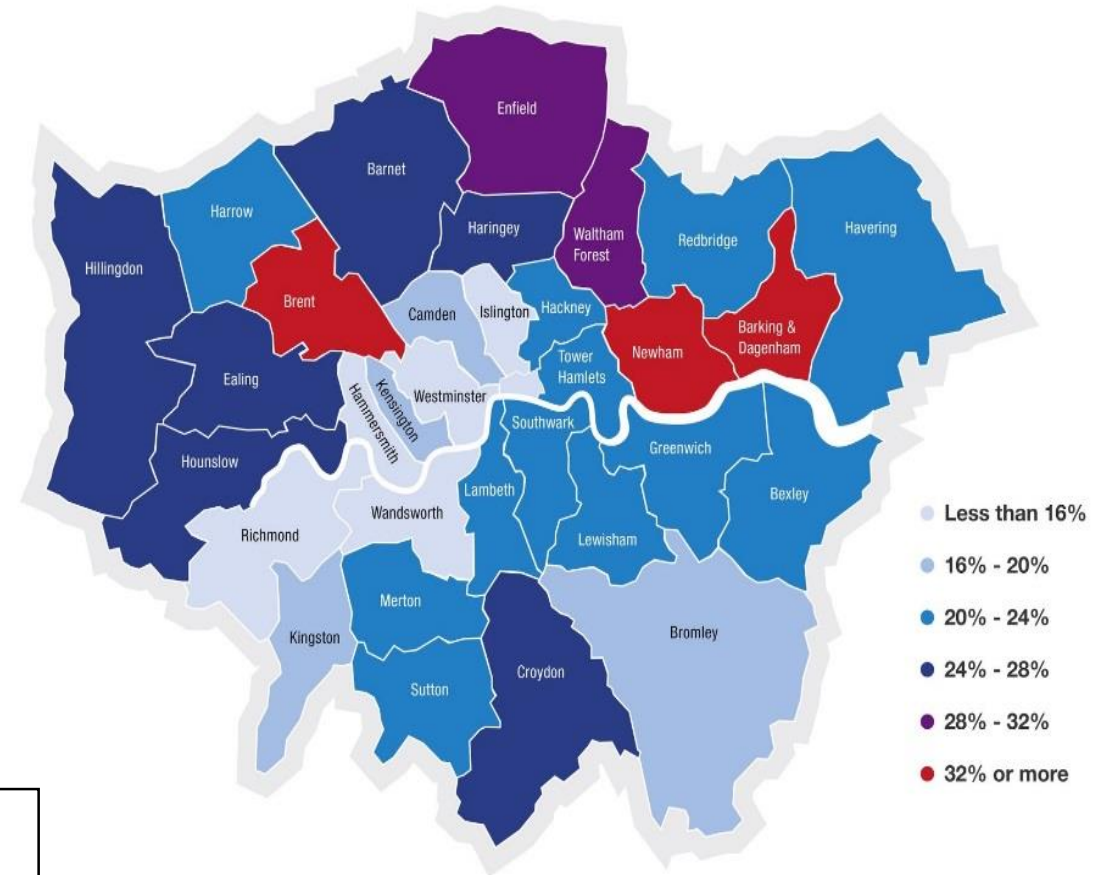 Enfield
Barnet
Harrow
Haringey
Waltham
Forest
Redbridge
Havering
Hillingdon
Brent
Camden
Islington
Hackney
Newham
Barking &
Dagenham
Ealing
Tower
Hamlets
Hammersmith
Kensington
Westminster
Southwark
Hounslow
Greenwich
Lambeth
Bexley
Wandsworth
Richmond
Lewisham
Merton
Kingston
Bromley
Croydon
Sutton
Less than 16%
16% - 20%
20% - 24%
24% - 28%
28% - 32%
32% or more